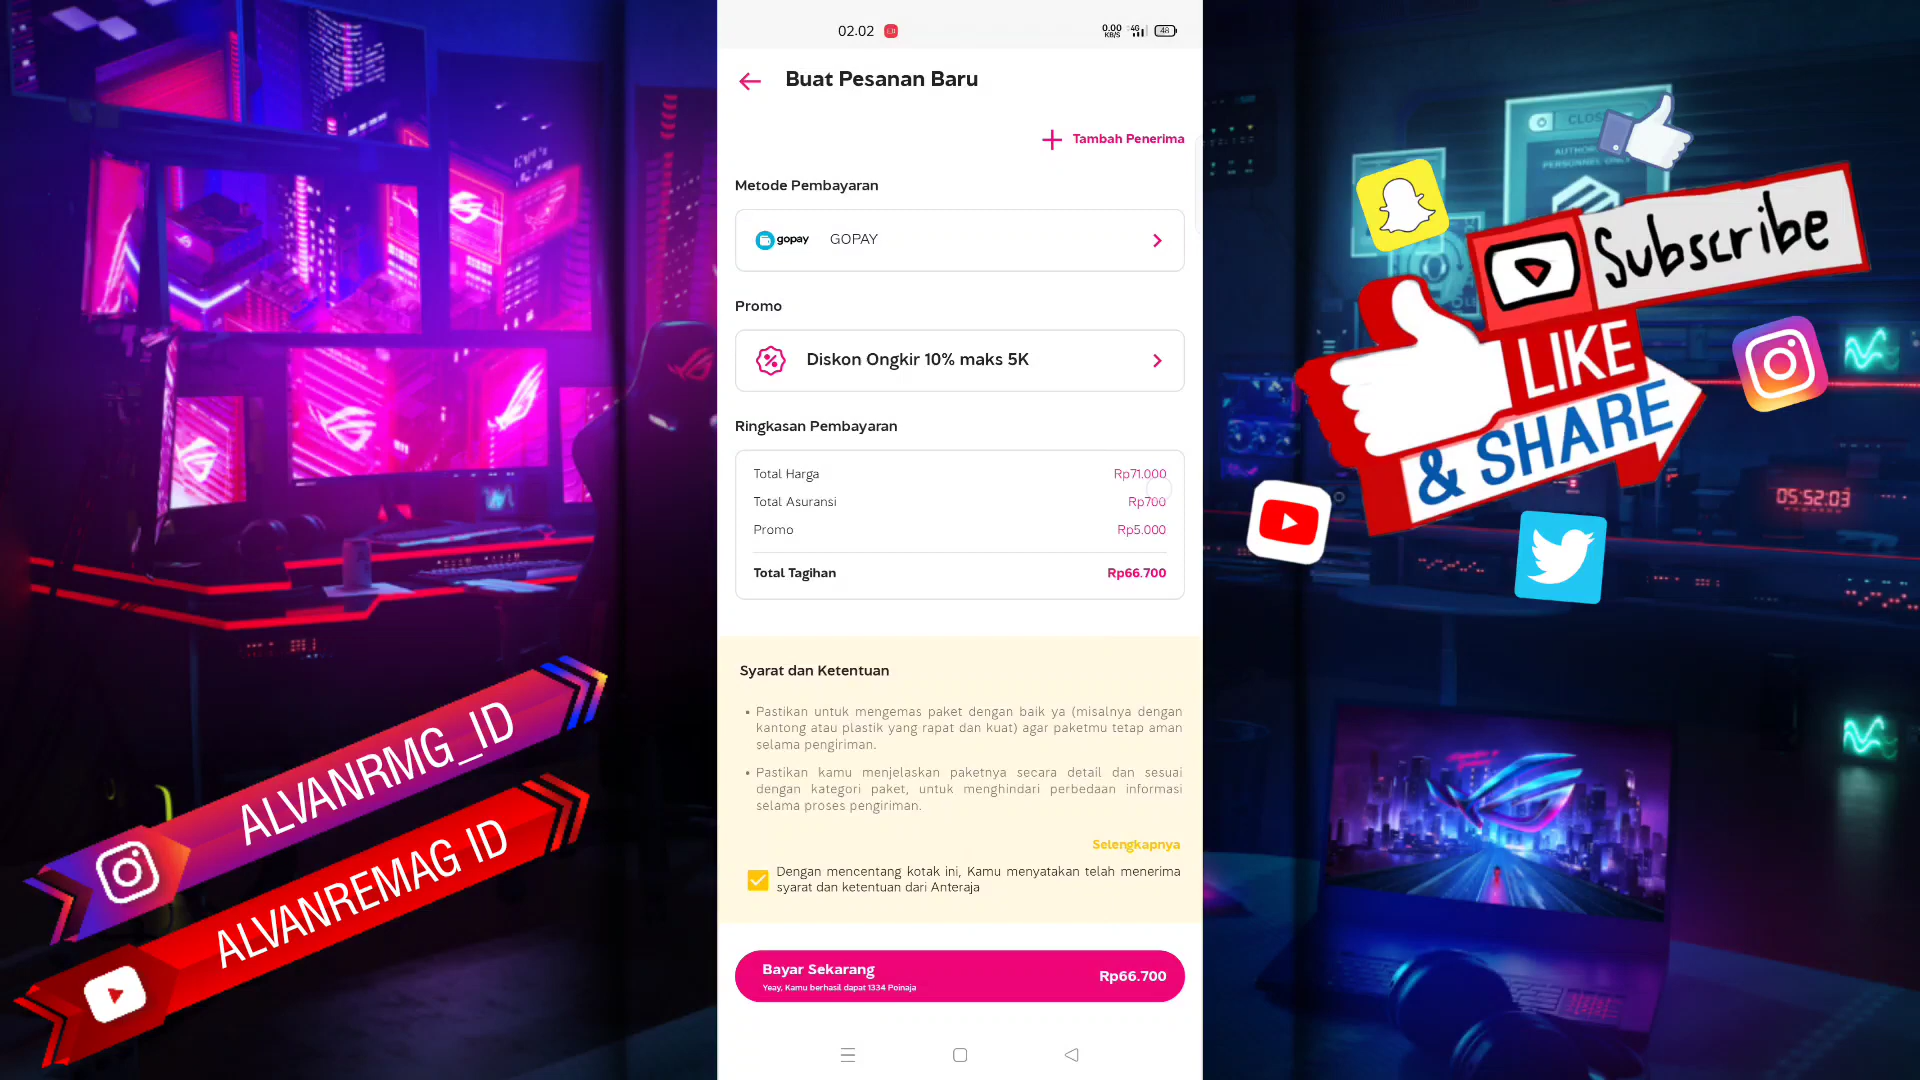 02.02
0.00
KB/S
4G
48
Buat Pesanan Baru
Tambah Penerima
Metode Pembayaran
gopay
GOPAY
Promo
Diskon Ongkir 10% maks 5K
Ringkasan Pembayaran
Total Harga Rp71.000
Total Asuransi Rp700
Promo Rp5.000
Total Tagihan Rp66.700
Syarat dan Ketentuan
• Pastikan untuk mengemas paket dengan baik ya (misalnya dengan
kantong atau plastik yang rapat dan kuat) agar paketmu tetap aman
selama pengiriman.
• Pastikan kamu menjelaskan paketnya secara detail dan sesuai
dengan kategori paket, untuk menghindari perbedaan informasi
selama proses pengiriman.
Selengkapnya
Dengan mencentang kotak ini, Kamu menyatakan telah menerima
syarat dan ketentuan dari Anteraja
Bayar Sekarang Rp66.700
Yeay, Kamu berhasil dapat 1334 Poinaja
ALVANRMG_ID
ALVANREMAG ID
Subscribe
LIKE
& SHARE
05:52:03